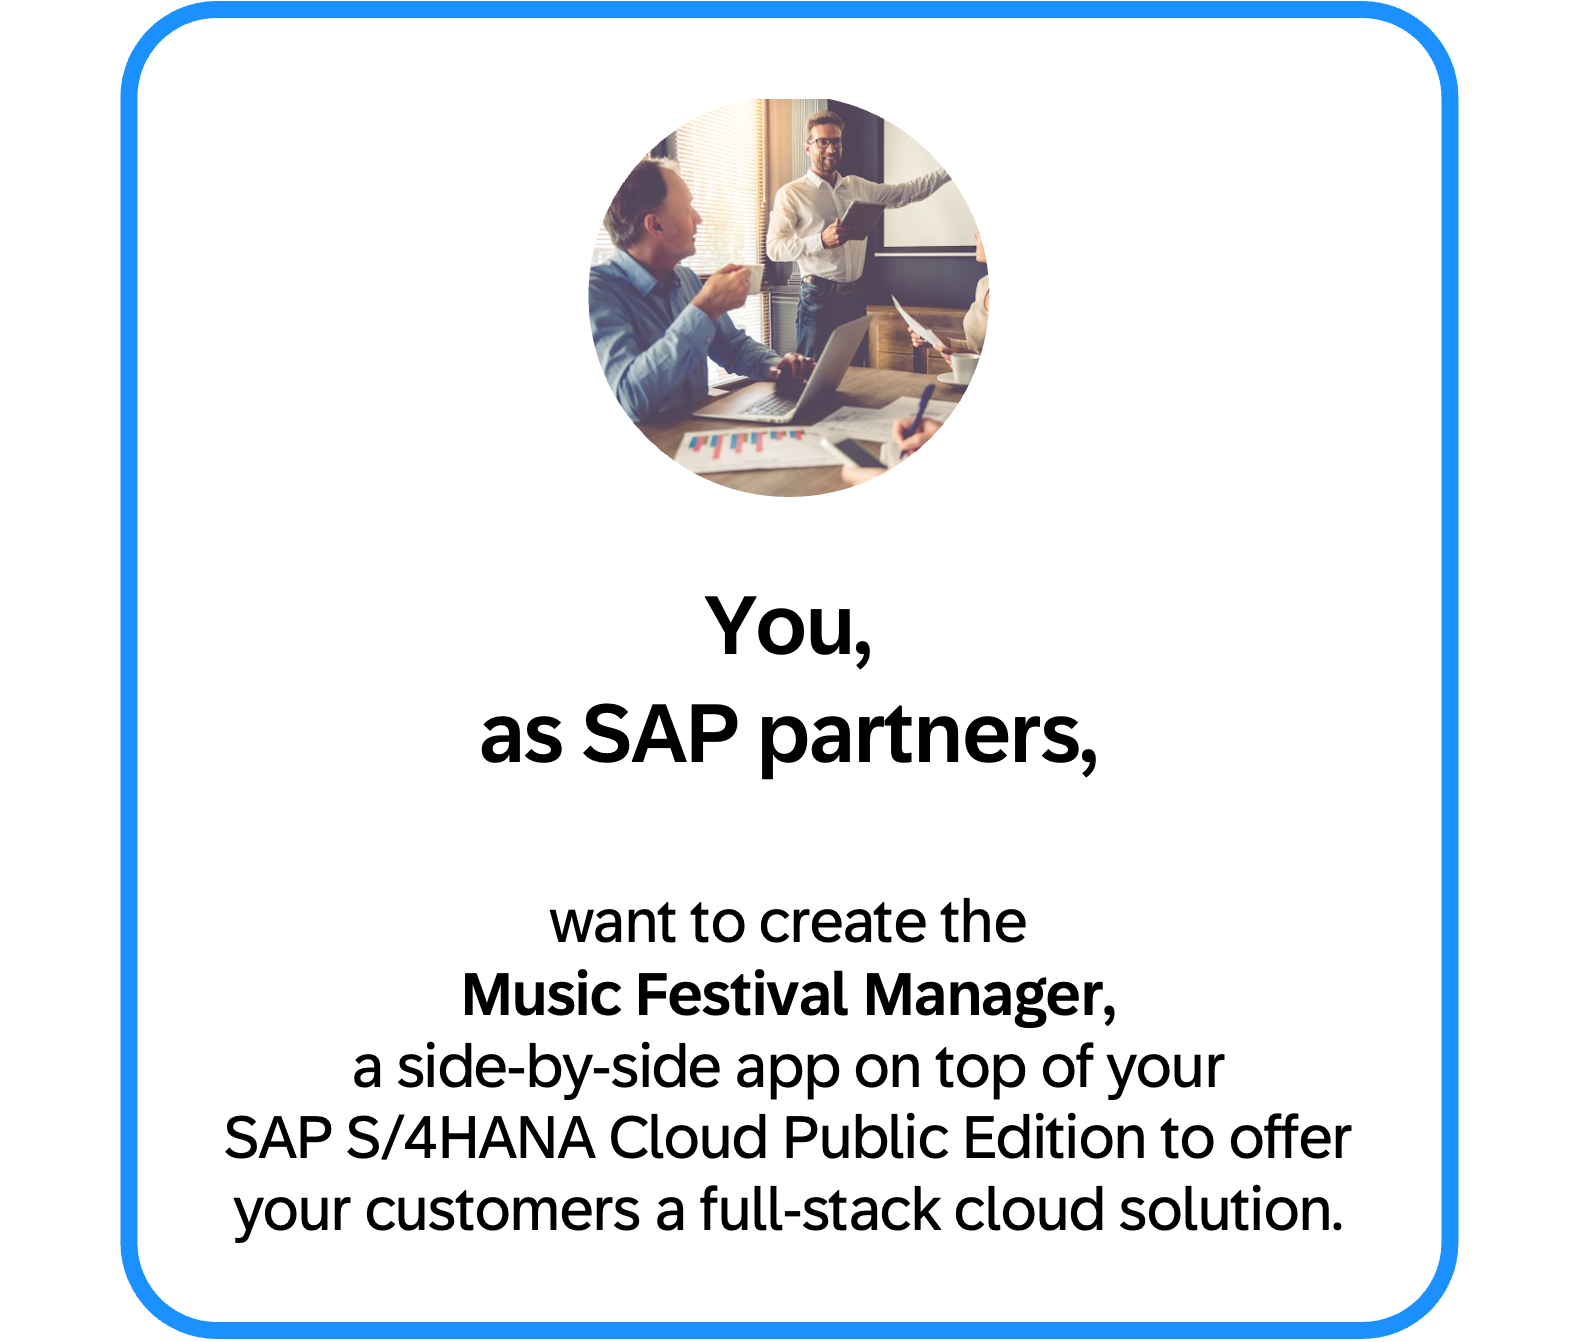 You,
as SAP partners,
want to create the
Music Festival Manager,
a side-by-side app on top of your
SAP S/4HANA Cloud Public Edition to offer
your customers a full-stack cloud solution.